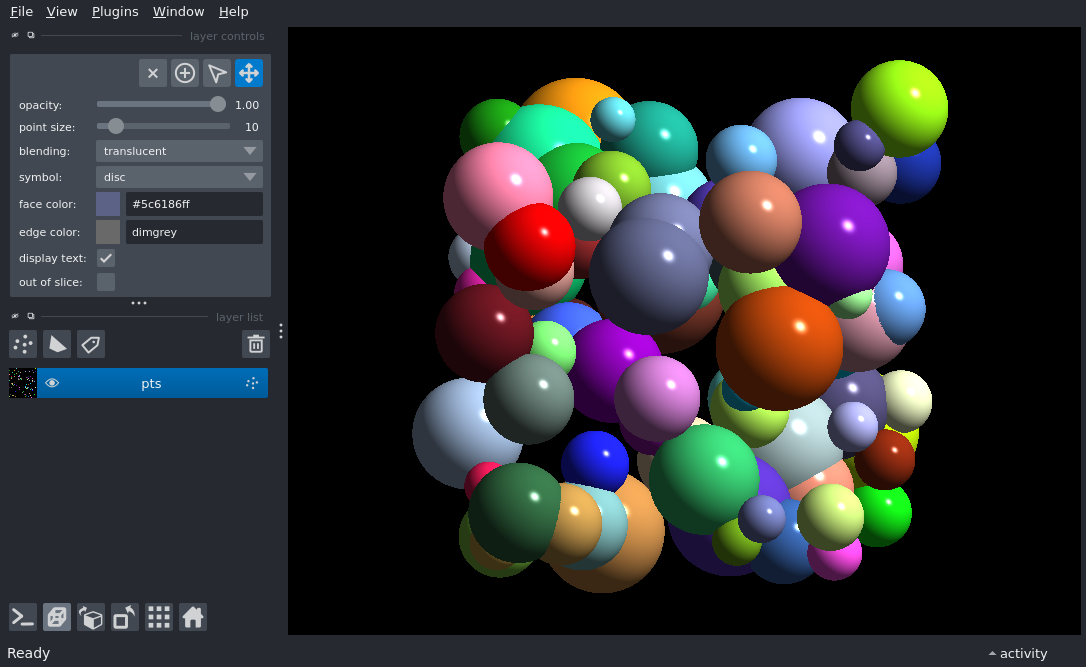 File View Plugins Window Help
layer controls
opacity: 1.00
point size: 10
blending: translucent
symbol: disc
face color: #5c6186ff
edge color: dimgrey
display text:
out of slice:
layer list
pts
Ready
activity